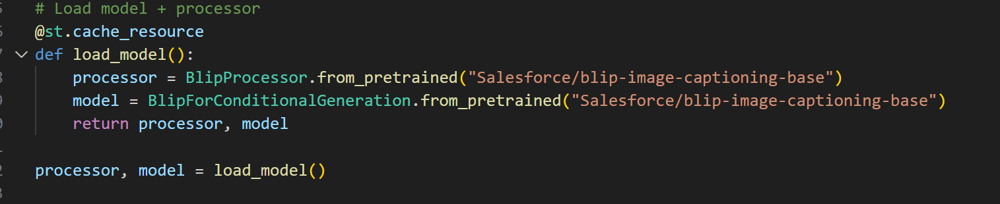 # Load model + processor
@st.cache_resource
def load_model():
    processor = BlipProcessor.from_pretrained("Salesforce/blip-image-captioning-base")
    model = BlipForConditionalGeneration.from_pretrained("Salesforce/blip-image-captioning-base")
    return processor, model

processor, model = load_model()